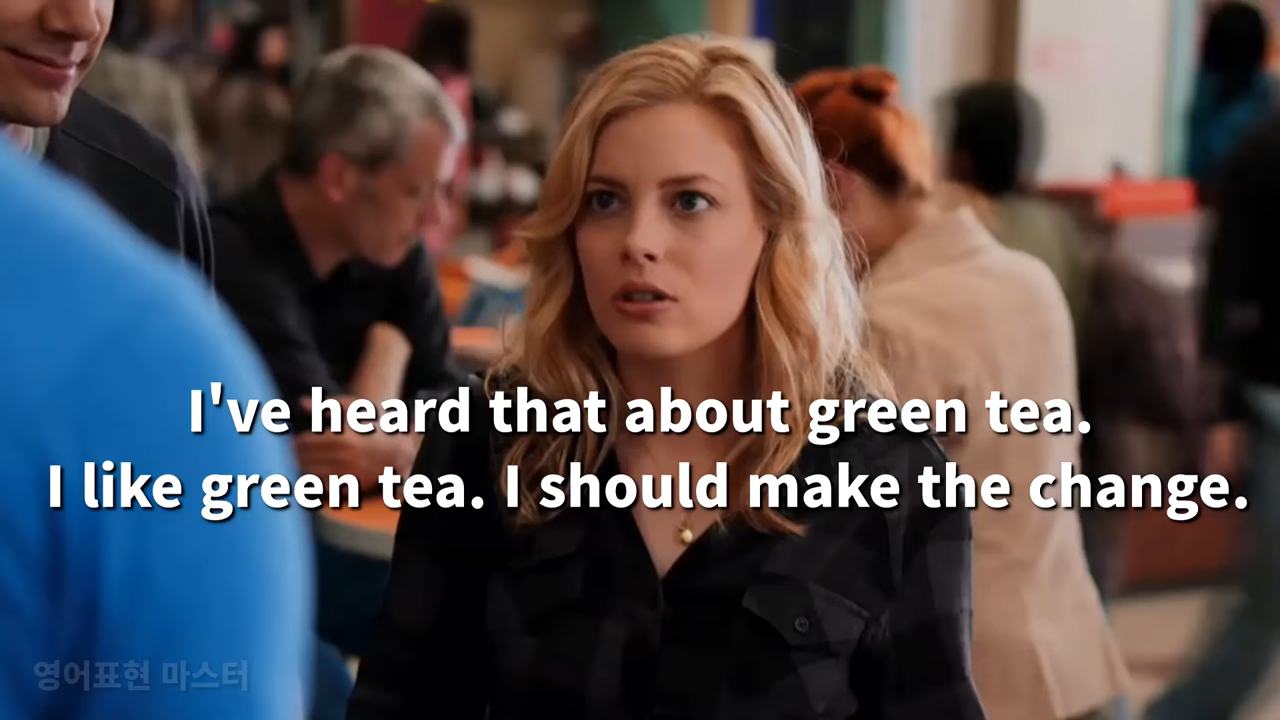 I've heard that about green tea.
I like green tea. I should make the change.
영어표현 마스터